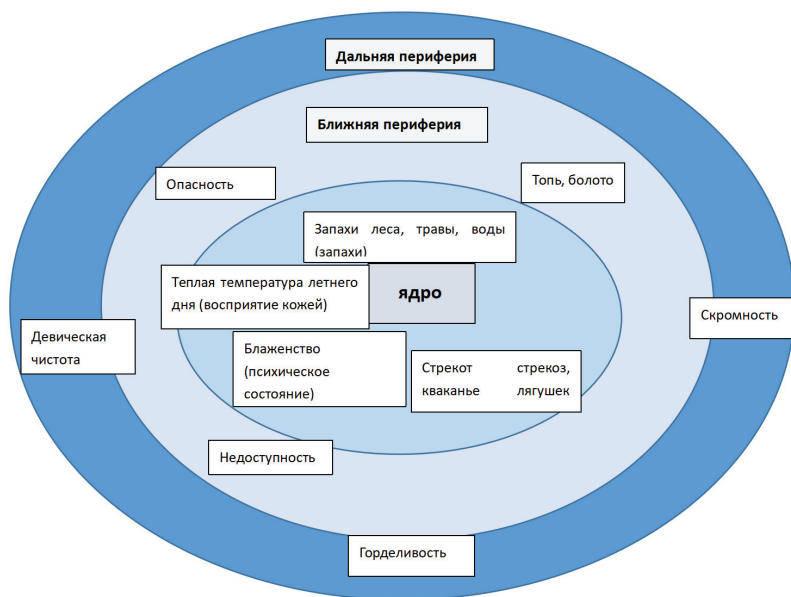 Дальняя периферия
Ближняя периферия
Опасность
Топь, болото
Запахи леса, травы, воды
(запахи)
Теплая температура летнего
дня (восприятие кожей)
ядро
Скромность
Девическая
чистота
Блаженство
(психическое
состояние)
Стрекот стрекоз,
кваканье лягушек
Недоступность
Горделивость